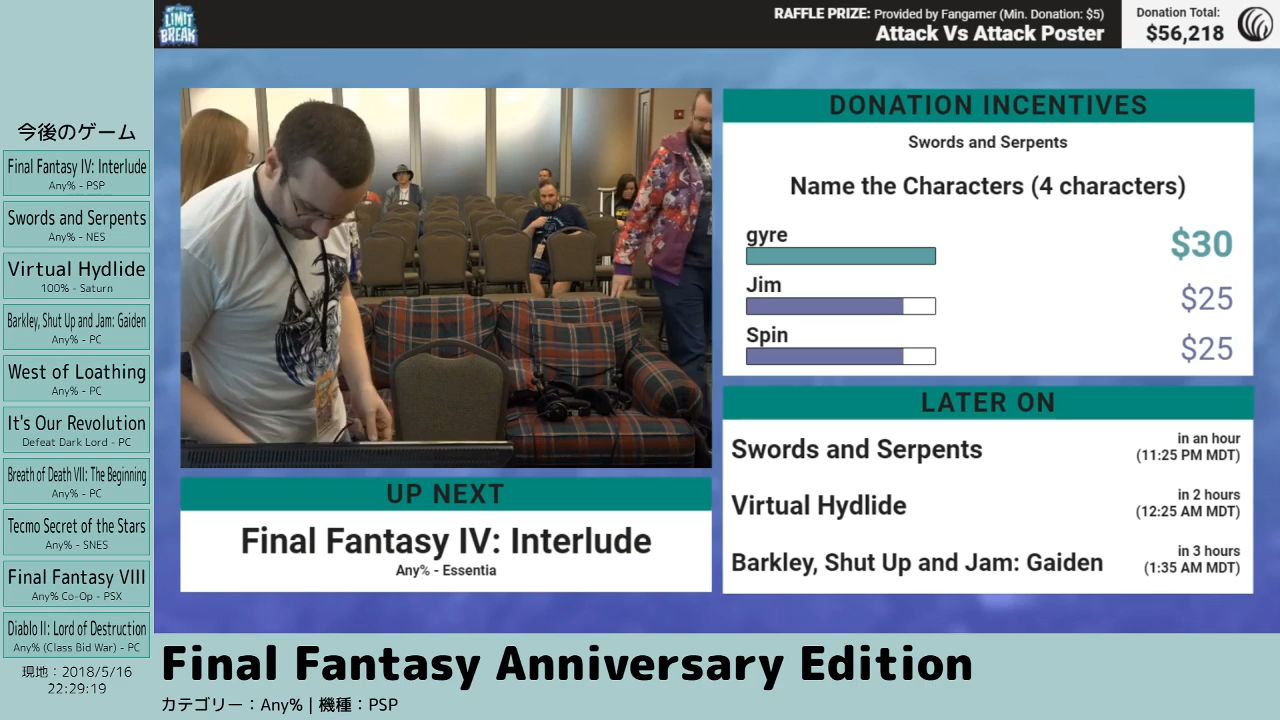 LIMIT
BREAK
RAFFLE PRIZE: Provided by Fangamer (Min. Donation: $5)
Attack Vs Attack Poster
Donation Total:
$56,218
今後のゲーム
Final Fantasy IV: Interlude
Any% - PSP
Swords and Serpents
Any% - NES
Virtual Hydlide
100% - Saturn
Barkley, Shut Up and Jam: Gaiden
Any% - PC
West of Loathing
Any% - PC
It's Our Revolution
Defeat Dark Lord - PC
Breath of Death VII: The Beginning
Any% - PC
Tecmo Secret of the Stars
Any% - SNES
Final Fantasy VIII
Any% Co-Op - PSX
Diablo II: Lord of Destruction
Any% (Class Bid War) - PC
現地：2018/5/16
22:29:19
DONATION INCENTIVES
Swords and Serpents
Name the Characters (4 characters)
gyre
$30
Jim
$25
Spin
$25
LATER ON
Swords and Serpents
in an hour
(11:25 PM MDT)
Virtual Hydlide
in 2 hours
(12:25 AM MDT)
Barkley, Shut Up and Jam: Gaiden
in 3 hours
(1:35 AM MDT)
UP NEXT
Final Fantasy IV: Interlude
Any% - Essentia
Final Fantasy Anniversary Edition
カテゴリー：Any% | 機種：PSP